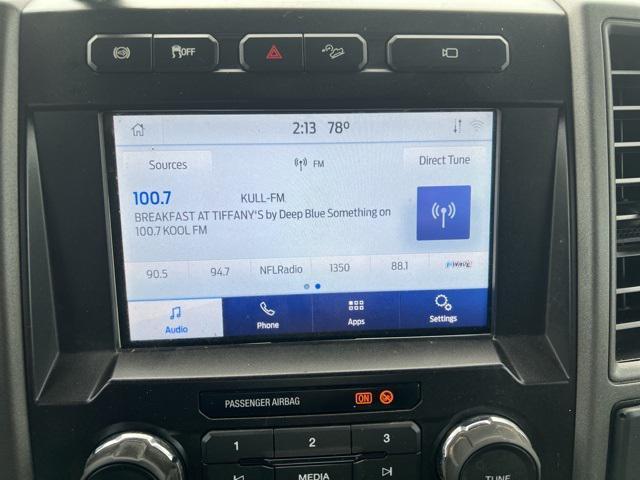 OFF
2:13 78°
Sources
FM
Direct Tune
100.7 KULL-FM
BREAKFAST AT TIFFANY'S by Deep Blue Something on
100.7 KOOL FM
90.5 94.7 NFLRadio 1350 88.1 WAVE
Audio Phone Apps Settings
PASSENGER AIRBAG ON
1 2 3
MEDIA
TUNE